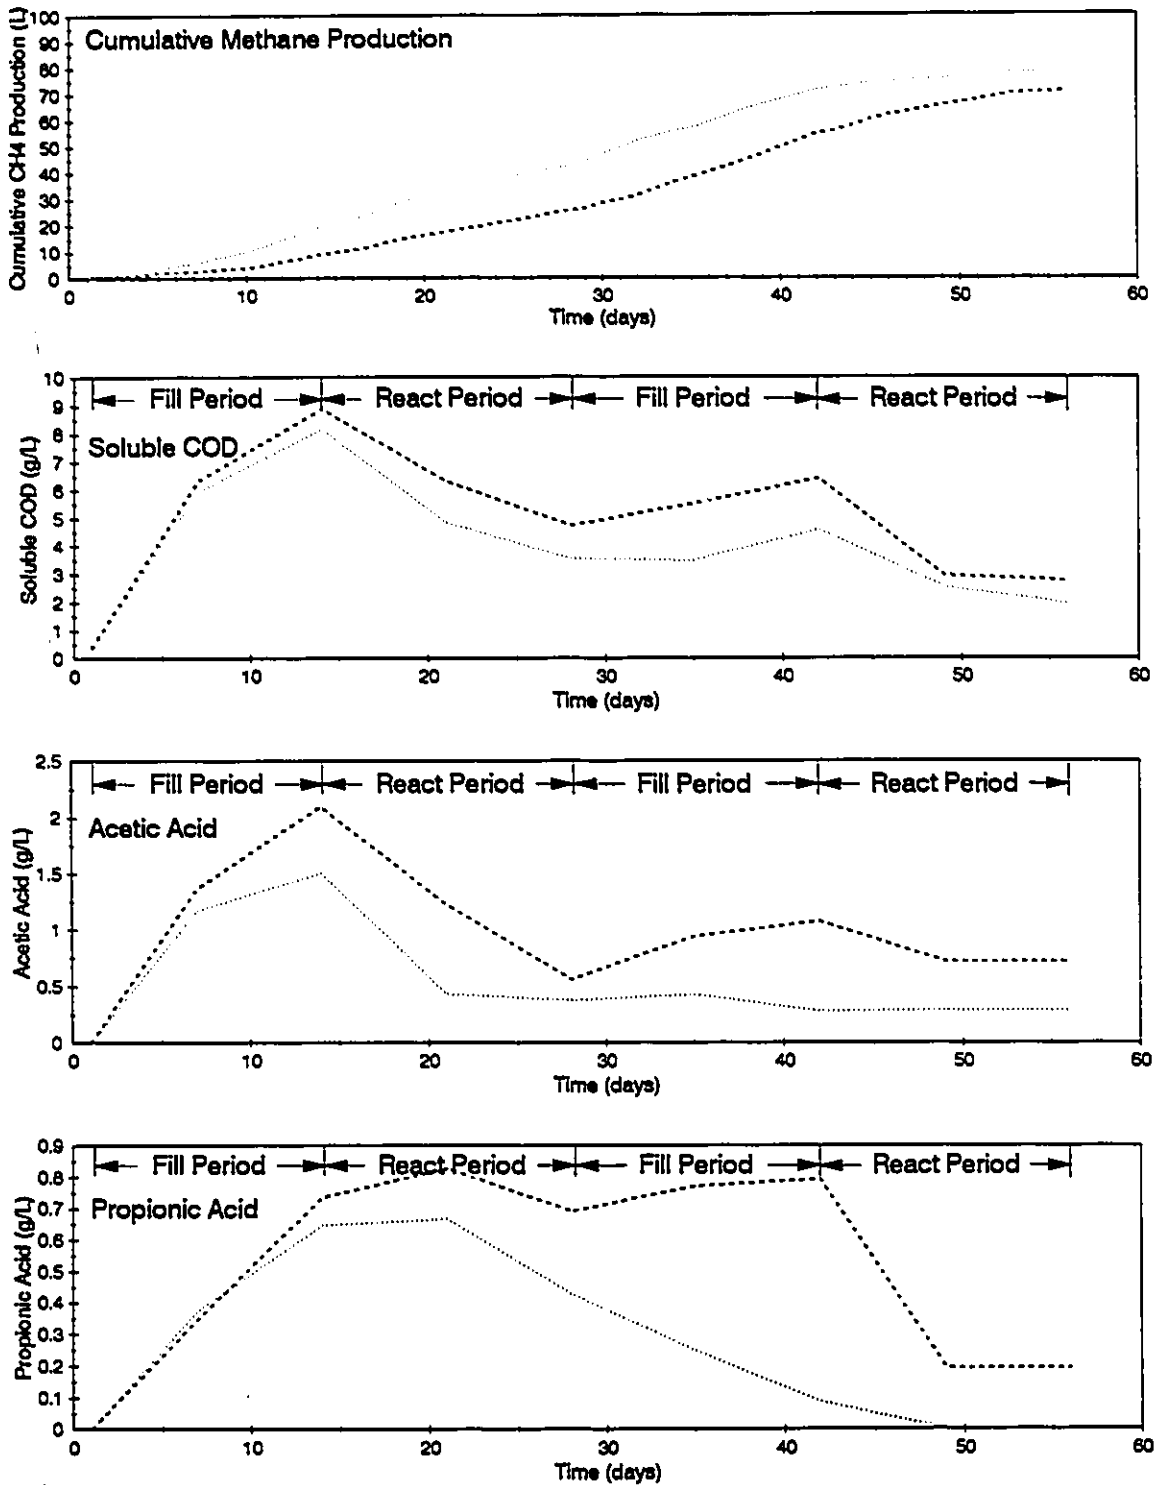 Cumulative CH4 Production (L)
100
90
80
70
60
50
40
30
20
10
0
Cumulative Methane Production
0 10 20 30 40 50 60
Time (days)
Soluble COD (g/L)
10
9
8
7
6
5
4
3
2
1
0
Fill Period React Period Fill Period React Period
Soluble COD
0 10 20 30 40 50 60
Time (days)
Acetic Acid (g/L)
2.5
2
1.5
1
0.5
0
Fill Period React Period Fill Period React Period
Acetic Acid
0 10 20 30 40 50 60
Time (days)
Propionic Acid (g/L)
0.9
0.8
0.7
0.6
0.5
0.4
0.3
0.2
0.1
0
Fill Period React Period Fill Period React Period
Propionic Acid
0 10 20 30 40 50 60
Time (days)